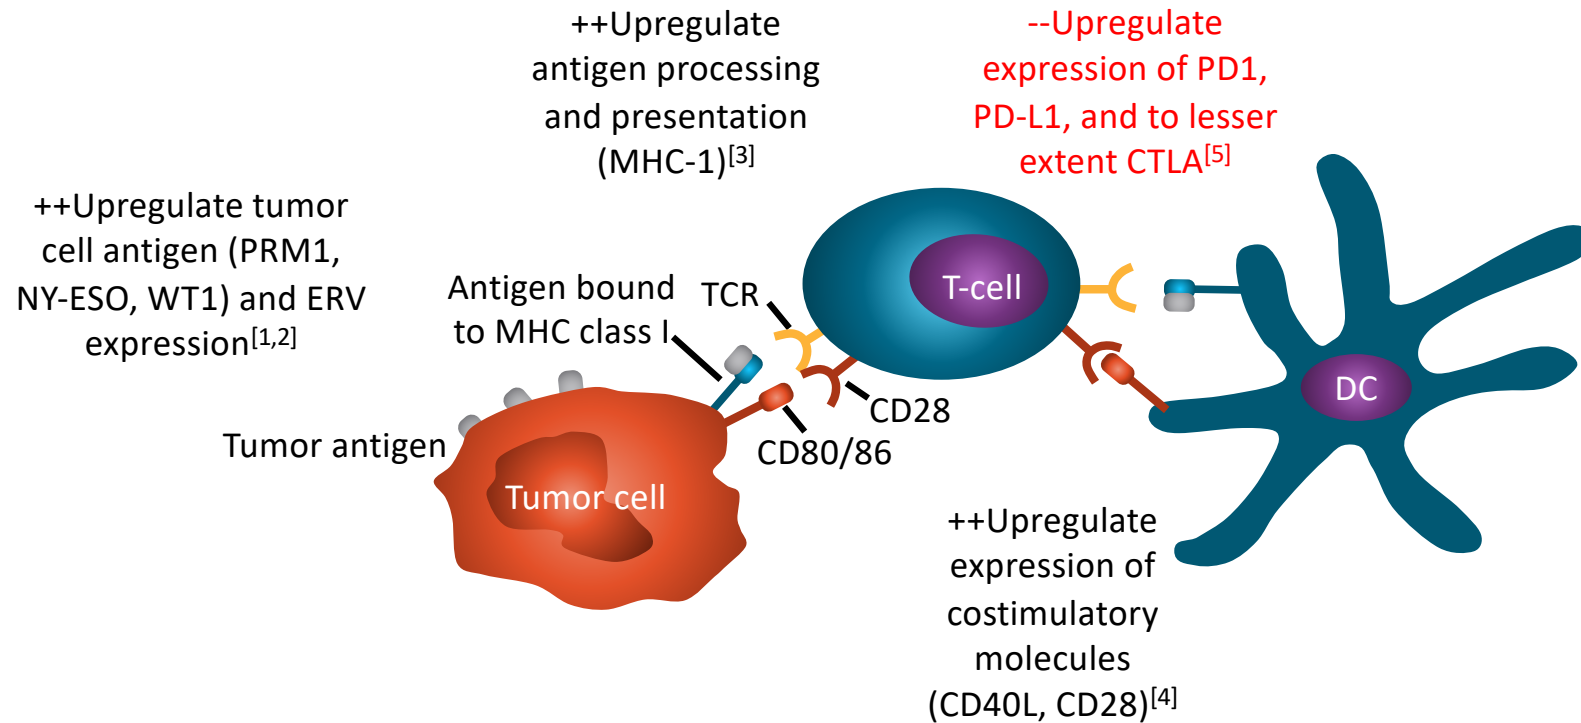 ++Upregulate
antigen processing
and presentation
(MHC-1)[3]
--Upregulate
expression of PD1,
PD-L1, and to lesser
extent CTLA[5]
++Upregulate tumor
cell antigen (PRM1,
NY-ESO, WT1) and ERV
expression[1,2]
Antigen bound
to MHC class I
TCR
T-cell
DC
CD28
CD80/86
Tumor antigen
Tumor cell
++Upregulate
expression of
costimulatory
molecules
(CD40L, CD28)[4]